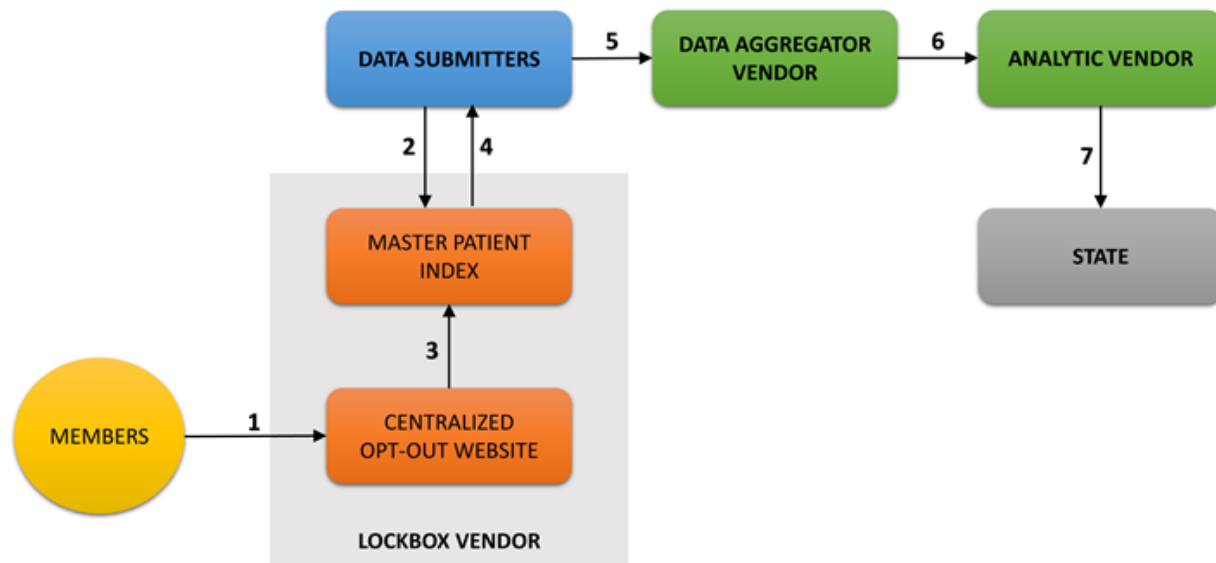 DATA SUBMITTERS
5
DATA AGGREGATOR
VENDOR
6
ANALYTIC VENDOR
2
4
7
MASTER PATIENT
INDEX
STATE
3
MEMBERS
1
CENTRALIZED
OPT-OUT WEBSITE
LOCKBOX VENDOR